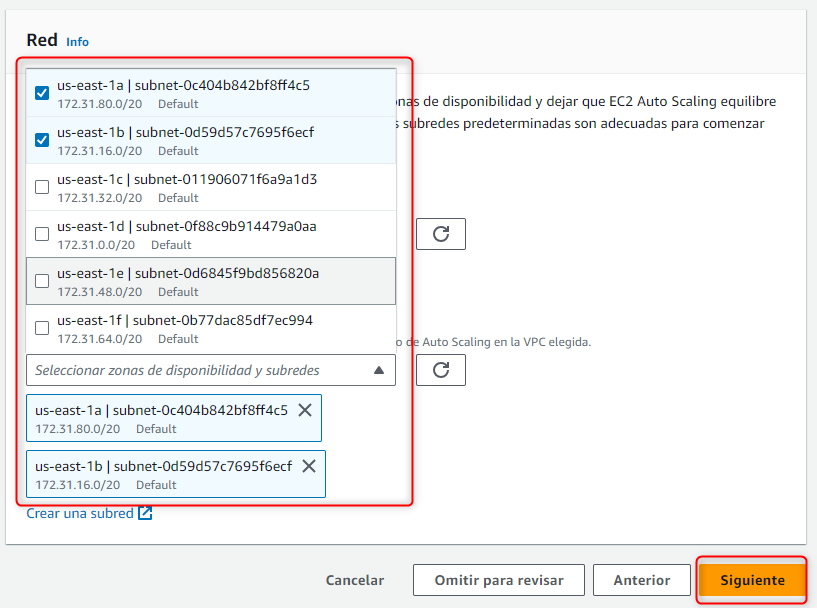 Red Info
us-east-1a | subnet-0c404b842bf8ff4c5
172.31.80.0/20 Default
nas de disponibilidad y dejar que EC2 Auto Scaling equilibre
us-east-1b | subnet-0d59d57c7695f6ecf
s subredes predeterminadas son adecuadas para comenzar
172.31.16.0/20 Default
us-east-1c | subnet-011906071f6a9a1d3
172.31.32.0/20 Default
us-east-1d | subnet-0f88c9b914479a0aa
172.31.0.0/20 Default
us-east-1e | subnet-0d6845f9bd856820a
172.31.48.0/20 Default
us-east-1f | subnet-0b77dac85df7ec994
172.31.64.0/20 Default
o de Auto Scaling en la VPC elegida.
Seleccionar zonas de disponibilidad y subredes
us-east-1a | subnet-0c404b842bf8ff4c5
172.31.80.0/20 Default
us-east-1b | subnet-0d59d57c7695f6ecf
172.31.16.0/20 Default
Crear una subred
Cancelar Omitir para revisar Anterior Siguiente